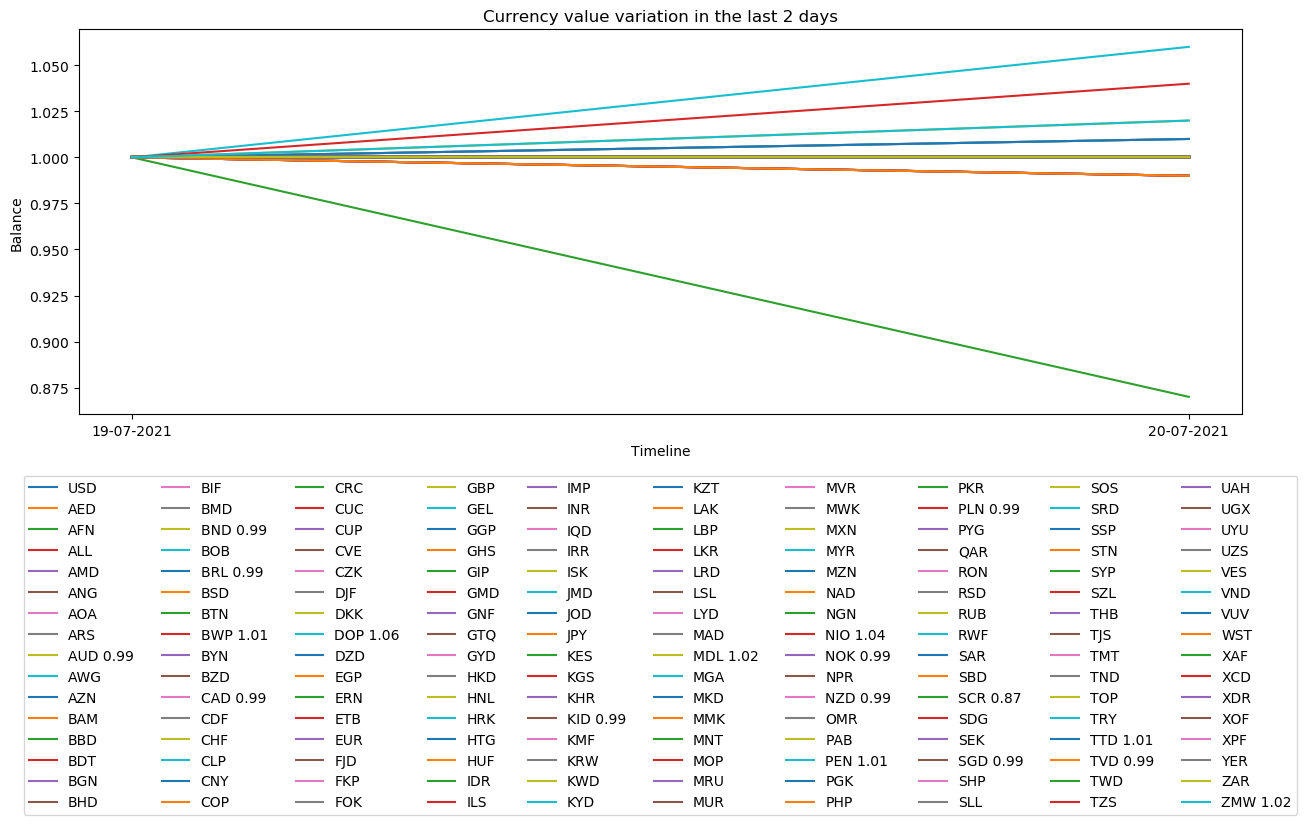 Currency value variation in the last 2 days
1.050
1.025
1.000
0.975
0.950
0.925
0.900
0.875
Balance
19-07-2021 20-07-2021
Timeline
USD BIF CRC GBP IMP KZT MVR PKR SOS UAH
AED BMD CUC GEL INR LAK MWK PLN 0.99 SRD UGX
AFN BND 0.99 CUP GGP IQD LBP MXN PYG SSP UYU
ALL BOB CVE GHS IRR LKR MYR QAR STN UZS
AMD BRL 0.99 CZK GIP ISK LRD MZN RON SYP VES
ANG BSD DJF GMD JMD LSL NAD RSD SZL VND
AOA BTN DKK GNF JOD LYD NGN RUB THB VUV
ARS BWP 1.01 DOP 1.06 GTQ JPY MAD NIO 1.04 RWF TJS WST
AUD 0.99 BYN DZD GYD KES MDL 1.02 NOK 0.99 SAR TMT XAF
AWG BZD EGP HKD KGS MGA NPR SBD TND XCD
AZN CAD 0.99 ERN HNL KHR MKD NZD 0.99 SCR 0.87 TOP XDR
BAM CDF ETB HRK KID 0.99 MMK OMR SDG TRY XOF
BBD CHF EUR HTG KMF MNT PAB SEK TTD 1.01 XPF
BDT CLP FJD HUF KRW MOP PEN 1.01 SGD 0.99 TVD 0.99 YER
BGN CNY FKP IDR KWD MRU PGK SHP TWD ZAR
BHD COP FOK ILS KYD MUR PHP SLL TZS ZMW 1.02